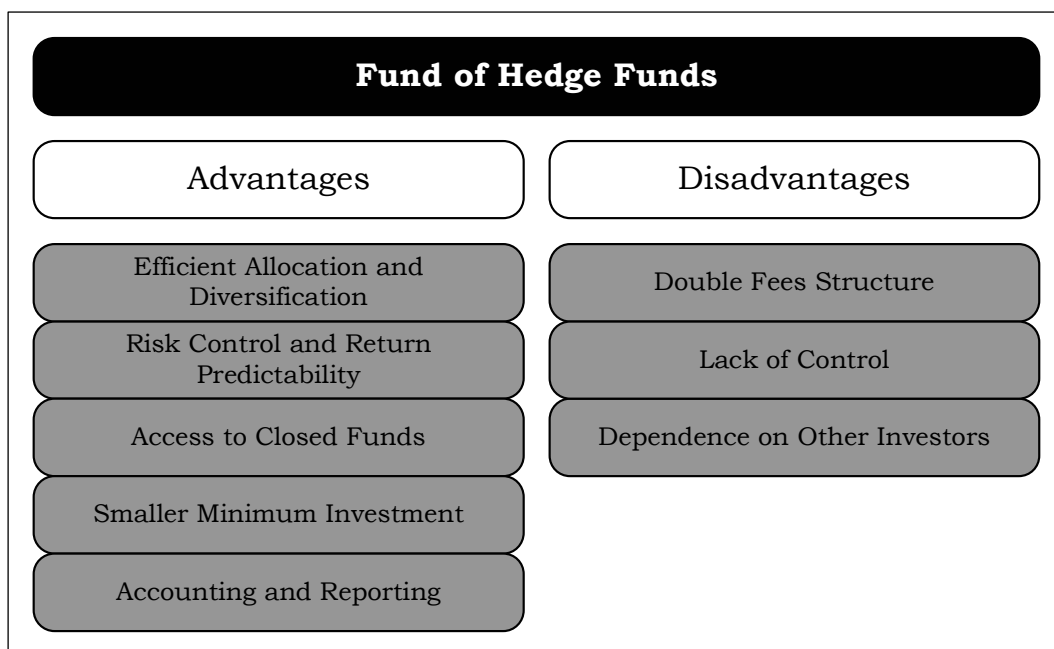 Fund of Hedge Funds
Advantages
Efficient Allocation and
Diversification
Risk Control and Return
Predictability
Access to Closed Funds
Smaller Minimum Investment
Accounting and Reporting
Disadvantages
Double Fees Structure
Lack of Control
Dependence on Other Investors